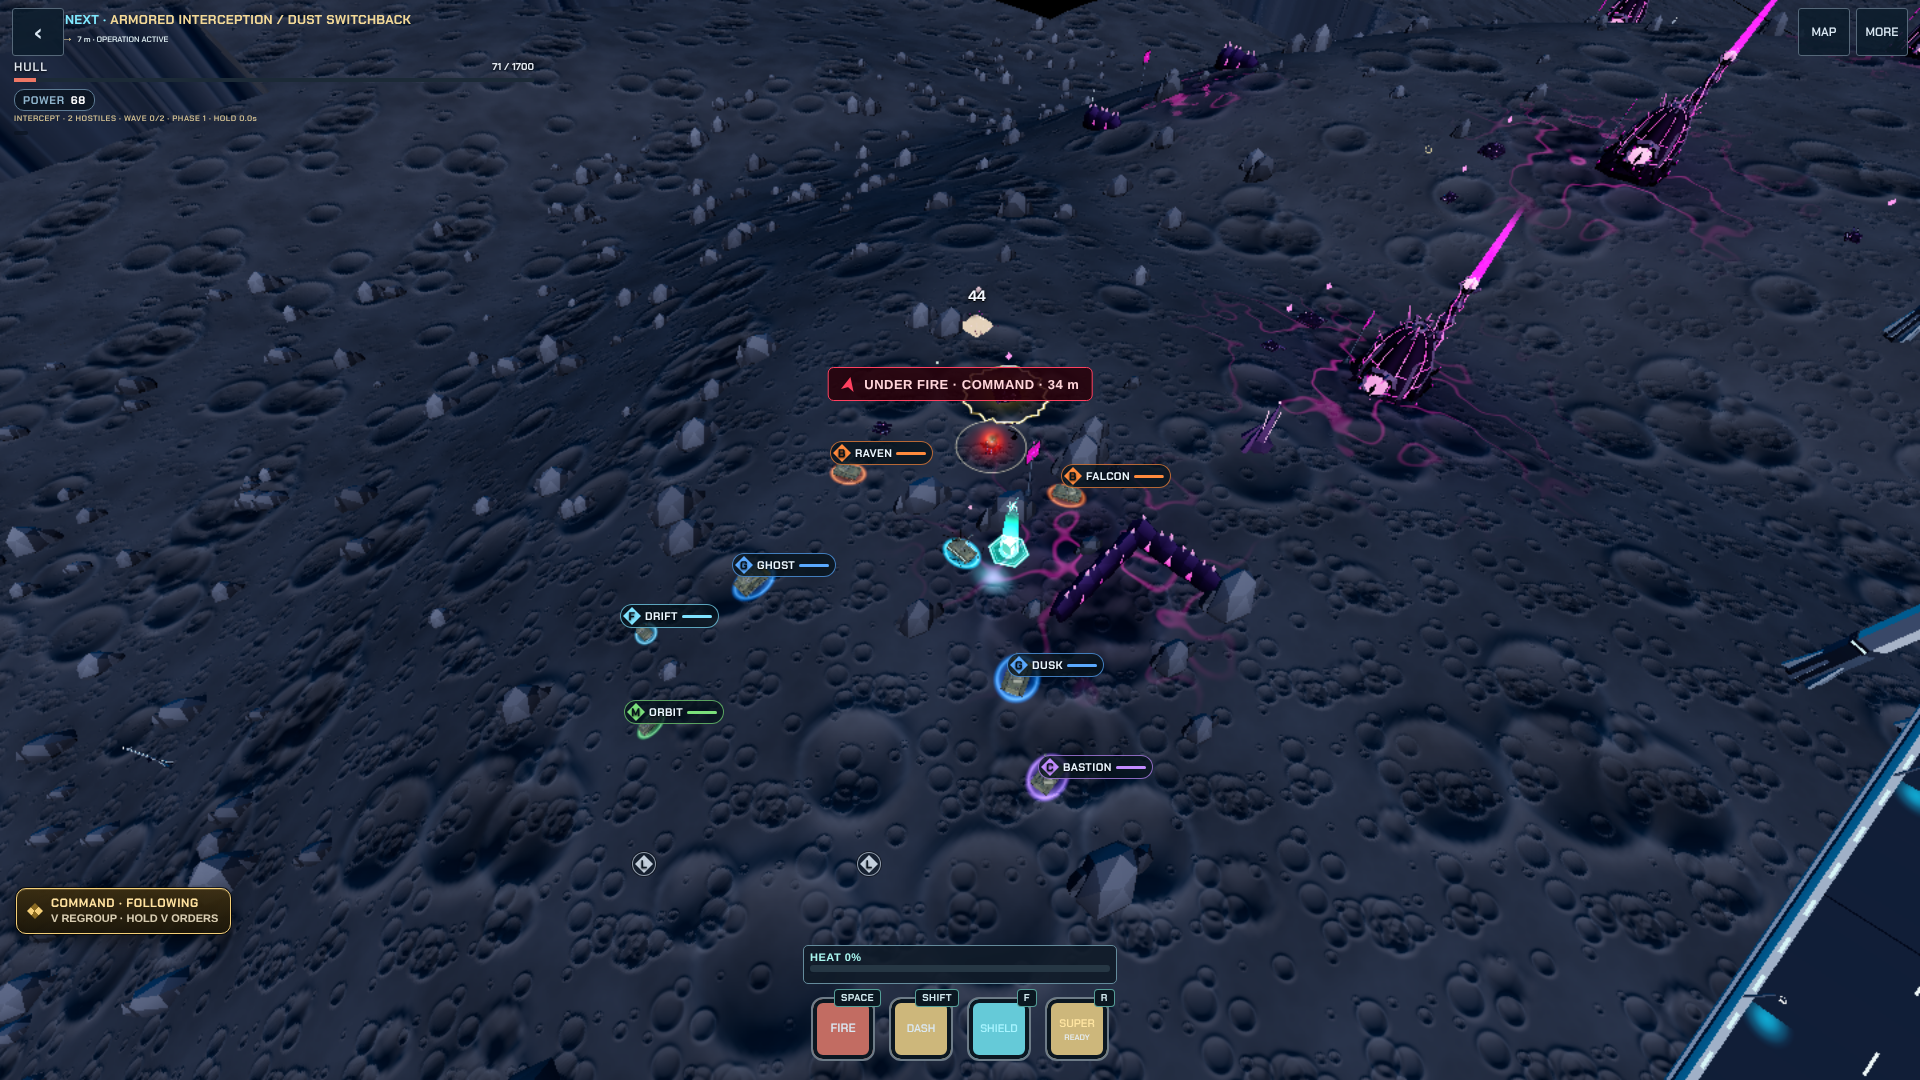 NEXT · ARMORED INTERCEPTION / DUST SWITCHBACK
→ 7 m · OPERATION ACTIVE
MAP
MORE
HULL
71 / 1700
POWER 68
INTERCEPT · 2 HOSTILES · WAVE 0/2 · PHASE 1 · HOLD 0.0s
44
UNDER FIRE · COMMAND · 34 m
B RAVEN
B FALCON
G GHOST
F DRIFT
G DUSK
M ORBIT
C BASTION
L
L
COMMAND · FOLLOWING
V REGROUP · HOLD V ORDERS
HEAT 0%
SPACE
SHIFT
F
R
FIRE
DASH
SHIELD
SUPER
READY